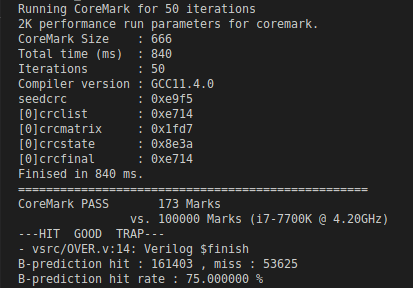 Running CoreMark for 50 iterations
2K performance run parameters for coremark.
CoreMark Size    : 666
Total time (ms)  : 840
Iterations       : 50
Compiler version : GCC11.4.0
seedcrc          : 0xe9f5
[0]crclist       : 0xe714
[0]crcmatrix     : 0x1fd7
[0]crcstate      : 0x8e3a
[0]crcfinal      : 0xe714
Finised in 840 ms.
==================================================
CoreMark PASS       173 Marks
                vs. 100000 Marks (i7-7700K @ 4.20GHz)
---HIT  GOOD  TRAP---
- vsrc/OVER.v:14: Verilog $finish
B-prediction hit : 161403 , miss : 53625
B-prediction hit rate : 75.000000 %